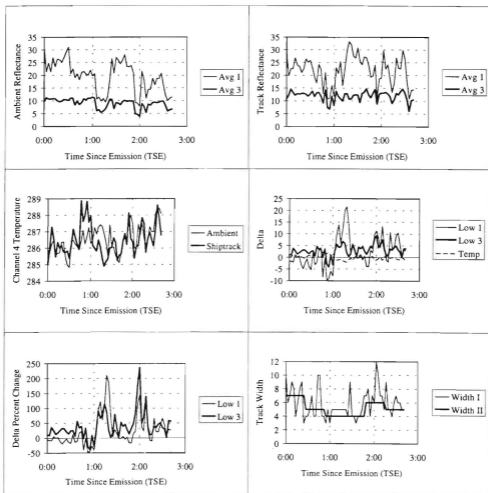 35
30
25
20
15
10
5
0
Ambient Reflectance
0:00 1:00 2:00 3:00
Time Since Emission (TSE)
Avg 1
Avg 3
35
30
25
20
15
10
5
0
Track Reflectance
0:00 1:00 2:00 3:00
Time Since Emission (TSE)
Avg 1
Avg 3
289
288
287
286
285
284
Channel 4 Temperature
0:00 1:00 2:00 3:00
Time Since Emission (TSE)
Ambient
Shiptrack
25
20
15
10
5
0
-5
-10
Delta
0:00 1:00 2:00 3:00
Time Since Emission (TSE)
Low 1
Low 3
Temp
250
200
150
100
50
0
-50
Delta Percent Change
0:00 1:00 2:00 3:00
Time Since Emission (TSE)
Low 1
Low 3
12
10
8
6
4
2
0
Track Width
0:00 1:00 2:00 3:00
Time Since Emission (TSE)
Width I
Width II